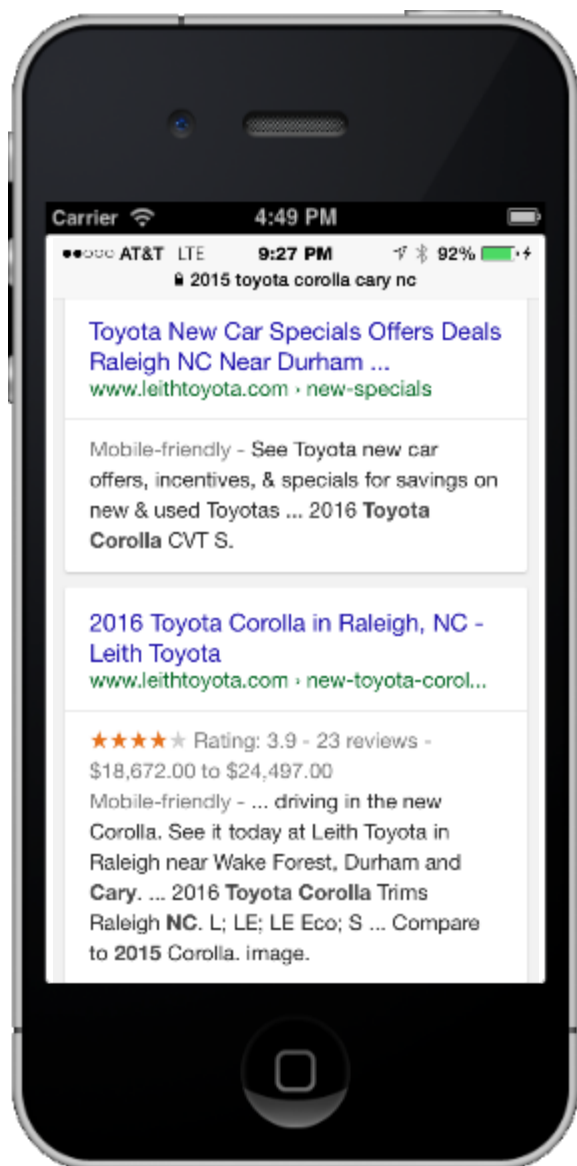 Carrier 4:49 PM
AT&T LTE 9:27 PM 92%
2015 toyota corolla cary nc
Toyota New Car Specials Offers Deals
Raleigh NC Near Durham ...
www.leithtoyota.com › new-specials
Mobile-friendly - See Toyota new car
offers, incentives, & specials for savings on
new & used Toyotas ... 2016 Toyota
Corolla CVT S.
2016 Toyota Corolla in Raleigh, NC -
Leith Toyota
www.leithtoyota.com › new-toyota-corol...
★★★★★ Rating: 3.9 - 23 reviews -
$18,672.00 to $24,497.00
Mobile-friendly - ... driving in the new
Corolla. See it today at Leith Toyota in
Raleigh near Wake Forest, Durham and
Cary. ... 2016 Toyota Corolla Trims
Raleigh NC. L; LE; LE Eco; S ... Compare
to 2015 Corolla. image.